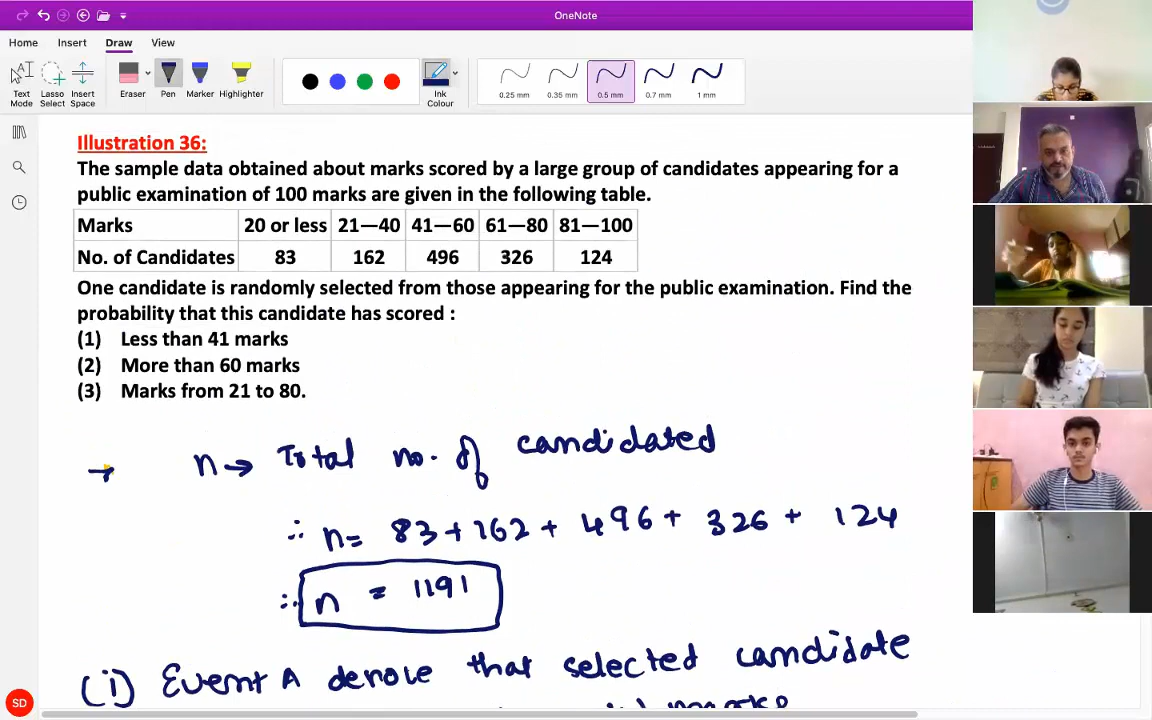 OneNote
Home Insert Draw View
Text Mode
Lasso Select
Insert Space
Eraser
Pen
Marker
Highlighter
Ink Colour
0.25 mm 0.35 mm 0.5 mm 0.7 mm 1 mm
Illustration 36:
The sample data obtained about marks scored by a large group of candidates appearing for a
public examination of 100 marks are given in the following table.
Marks 20 or less 21—40 41—60 61—80 81—100
No. of Candidates 83 162 496 326 124
One candidate is randomly selected from those appearing for the public examination. Find the
probability that this candidate has scored :
(1) Less than 41 marks
(2) More than 60 marks
(3) Marks from 21 to 80.
→ n → Total no. of candidated
∴ n = 83 + 162 + 496 + 326 + 124
∴ n = 1191
(i) Event A denote that selected candidate
marks
SD